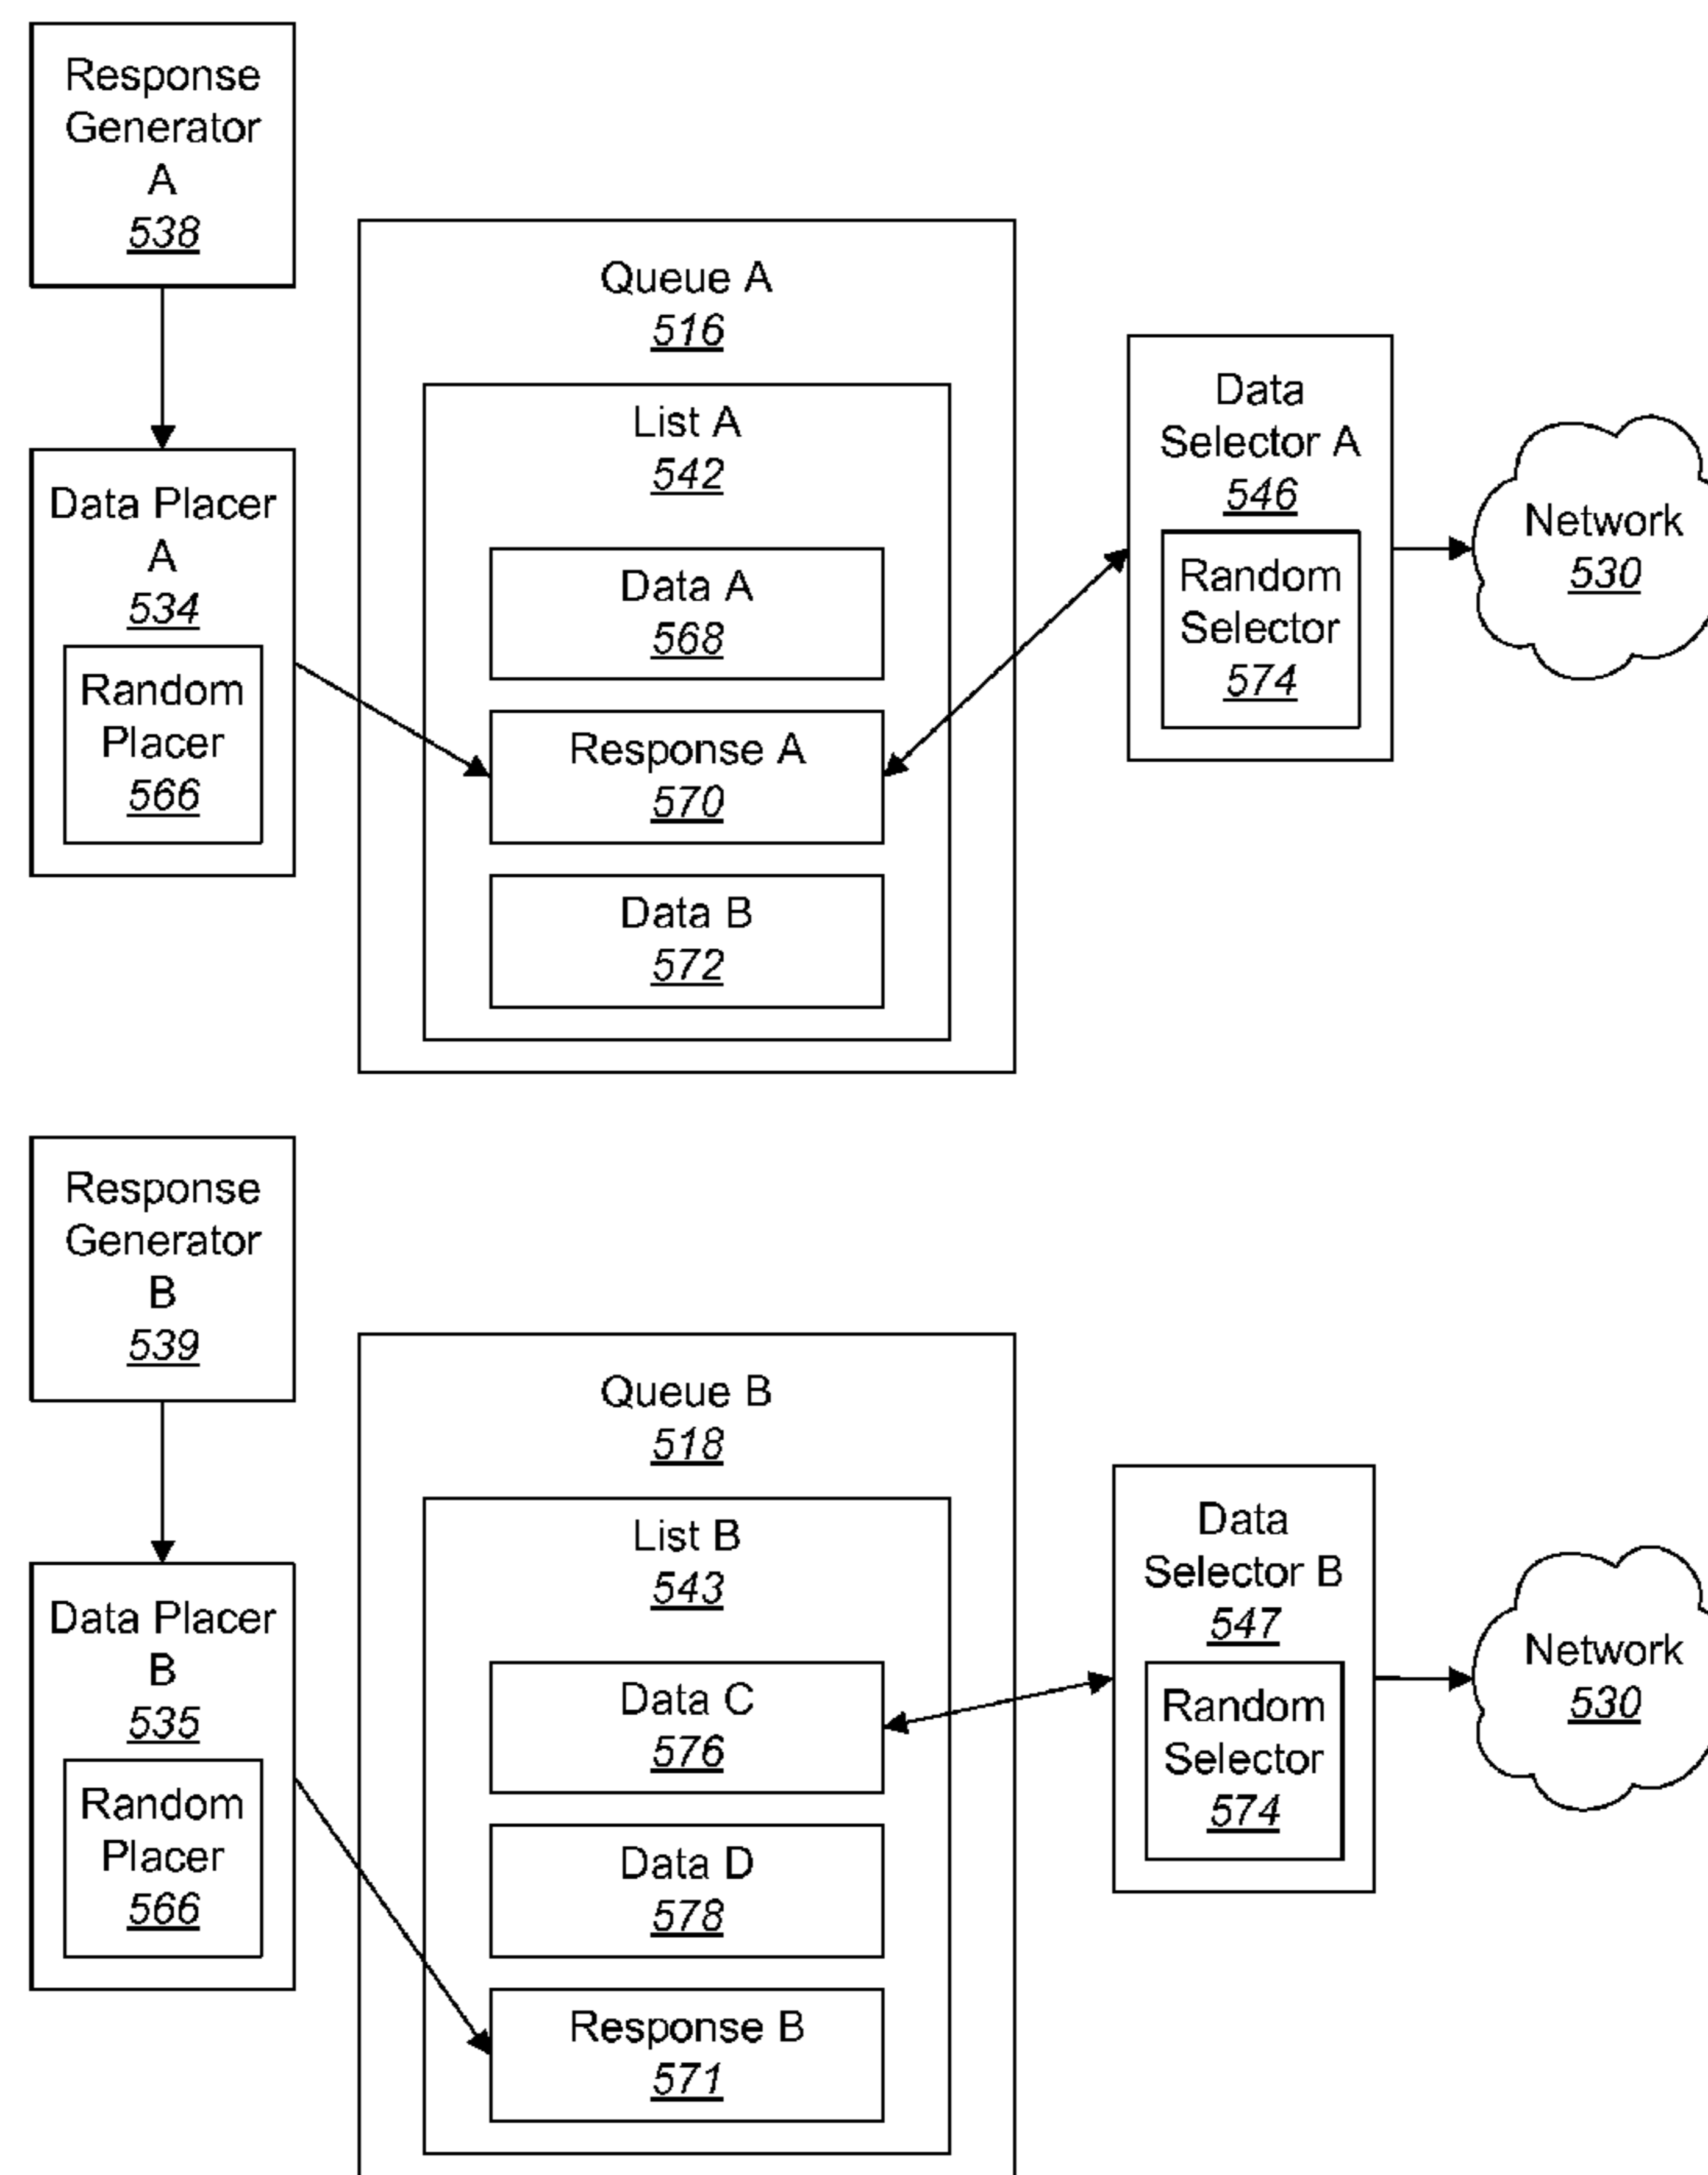 Response
Generator
A
538
Data Placer
A
534
Random
Placer
566
Queue A
516
List A
542
Data A
568
Response A
570
Data B
572
Data
Selector A
546
Random
Selector
574
Network
530
Response
Generator
B
539
Data Placer
B
535
Random
Placer
566
Queue B
518
List B
543
Data C
576
Data D
578
Response B
571
Data
Selector B
547
Random
Selector
574
Network
530